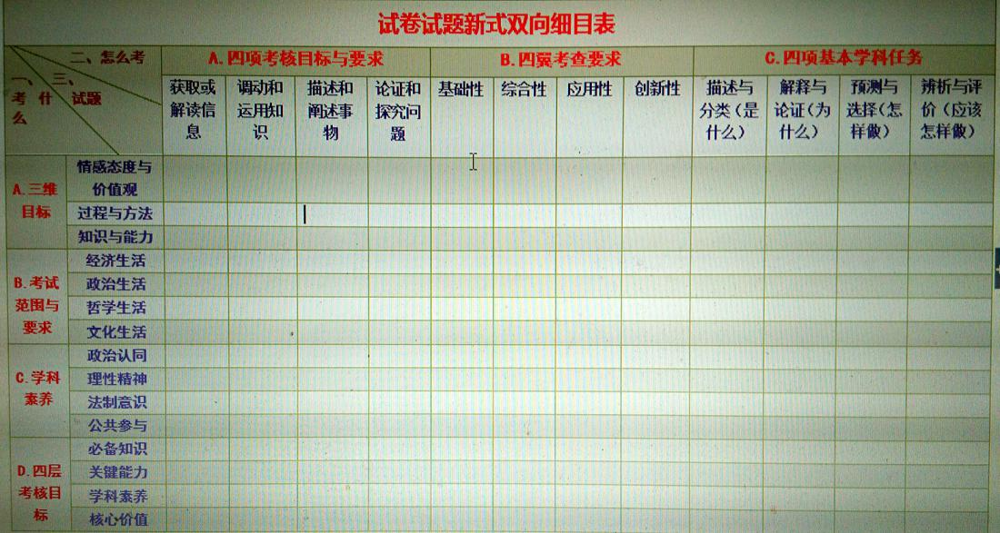 试卷试题新式双向细目表
二、怎么考
一、 三、
考 什 试题
么
A.四项考核目标与要求 B.四翼考查要求 C.四项基本学科任务
获取或 调动和 描述和 论证和 基础性 综合性 应用性 创新性 描述与 解释与 预测与 辨析与评
解读信 运用知 阐述事 探究问 分类(是 论证(为 选择(怎 价(应该
息 识 物 题 什么) 什么) 样做) 怎样做)
A.三维
目标
情感态度与
价值观
过程与方法
知识与能力
B.考试
范围与
要求
经济生活
政治生活
哲学生活
文化生活
C.学科
素养
政治认同
理性精神
法制意识
公共参与
D.四层
考核目
标
必备知识
关键能力
学科素养
核心价值